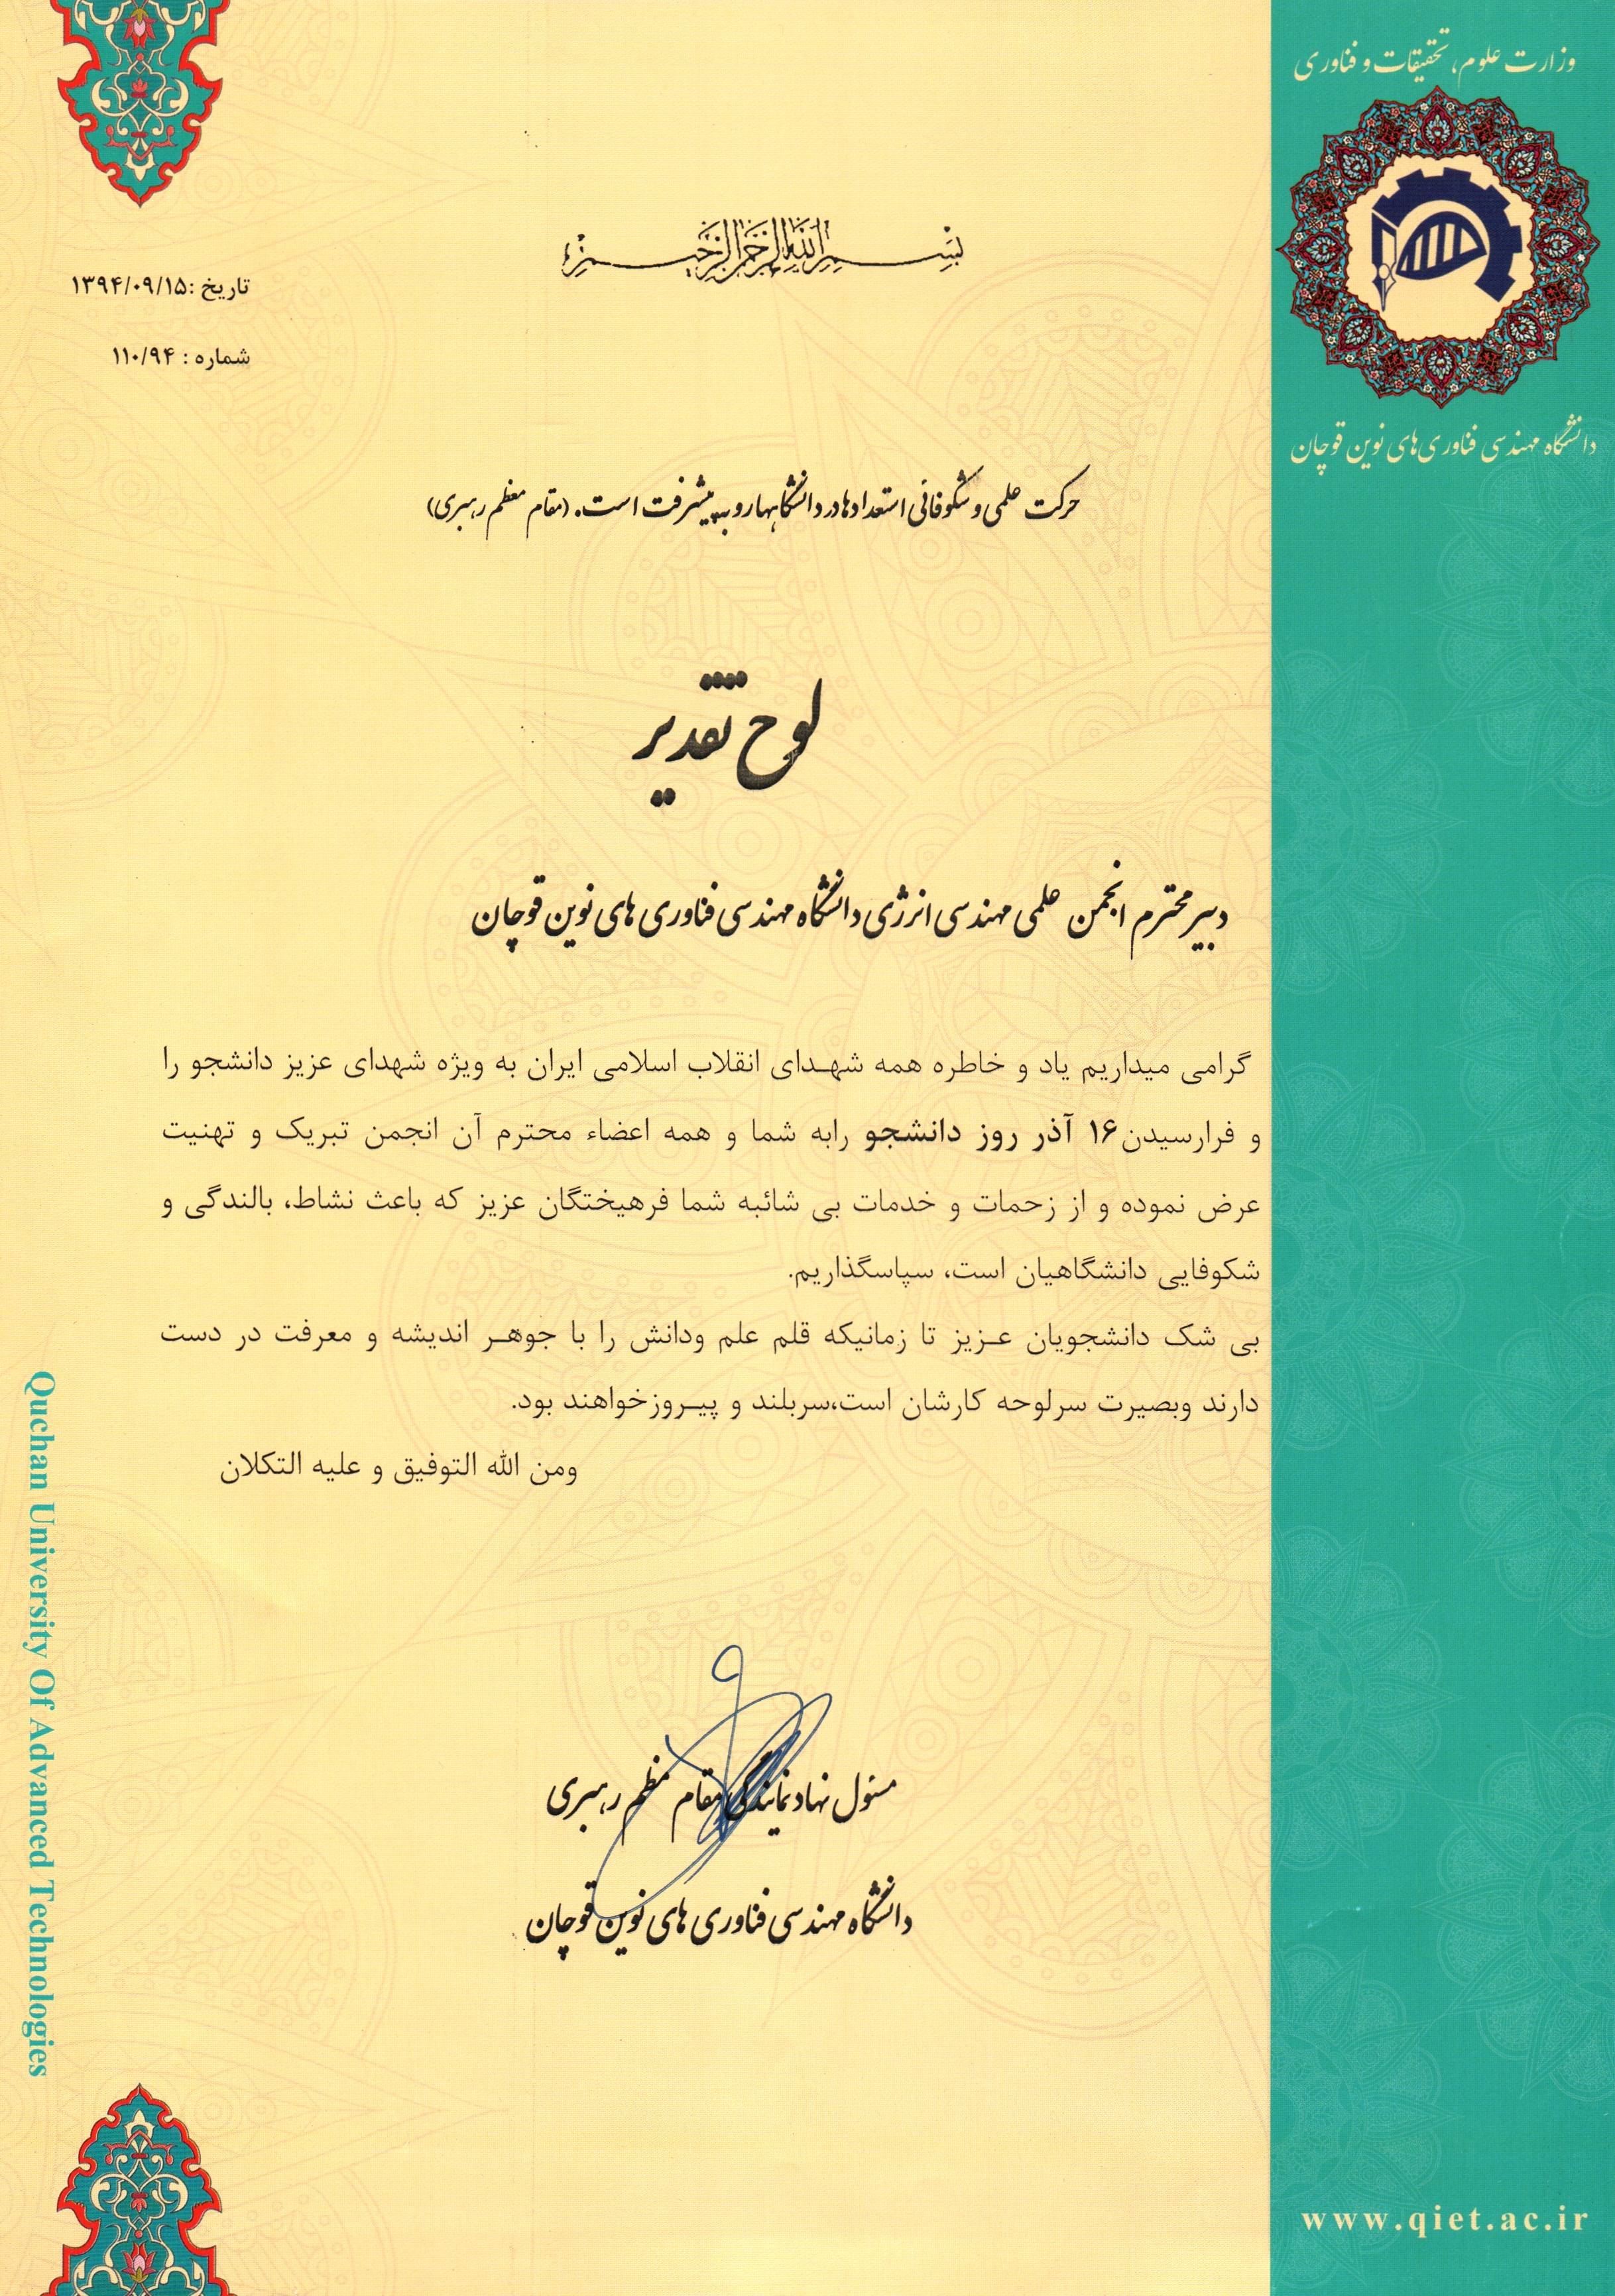 وزارت علوم، تحقیقات و فناوری
دانشگاه مهندسی فناوری‌های نوین قوچان
بسم الله الرحمن الرحیم
تاریخ :۱۳۹۴/۰۹/۱۵
شماره : ۱۱۰/۹۴
حرکت علمی و شکوفائی استعدادها در دانشگاهها رو به پیشرفت است. (مقام معظم رهبری)
لوح تقدیر
دبیر محترم انجمن علمی مهندسی انرژی دانشگاه مهندسی فناوری های نوین قوچان
گرامی میداریم یاد و خاطره همه شهـدای انقلاب اسلامی ایران به ویژه شهدای عزیز دانشجو را
و فرارسیدن۱۶ آذر روز دانشجو رابه شما و همه اعضاء محترم آن انجمن تبریک و تهنیت
عرض نموده و از زحمات و خدمات بی شائبه شما فرهیختگان عزیز که باعث نشاط، بالندگی و
شکوفایی دانشگاهیان است، سپاسگذاریم.
بی شک دانشجویان عـزیز تا زمانیکه قلم علم ودانش را با جوهـر اندیشه و معرفت در دست
دارند وبصیرت سرلوحه کارشان است،سربلند و پیـروزخواهند بود.
ومن الله التوفیق و علیه التکلان
مسئول نهاد نمایندگی مقام معظم رهبری
دانشگاه مهندسی فناوری های نوین قوچان
Quchan University Of Advanced Technologies
www.qiet.ac.ir